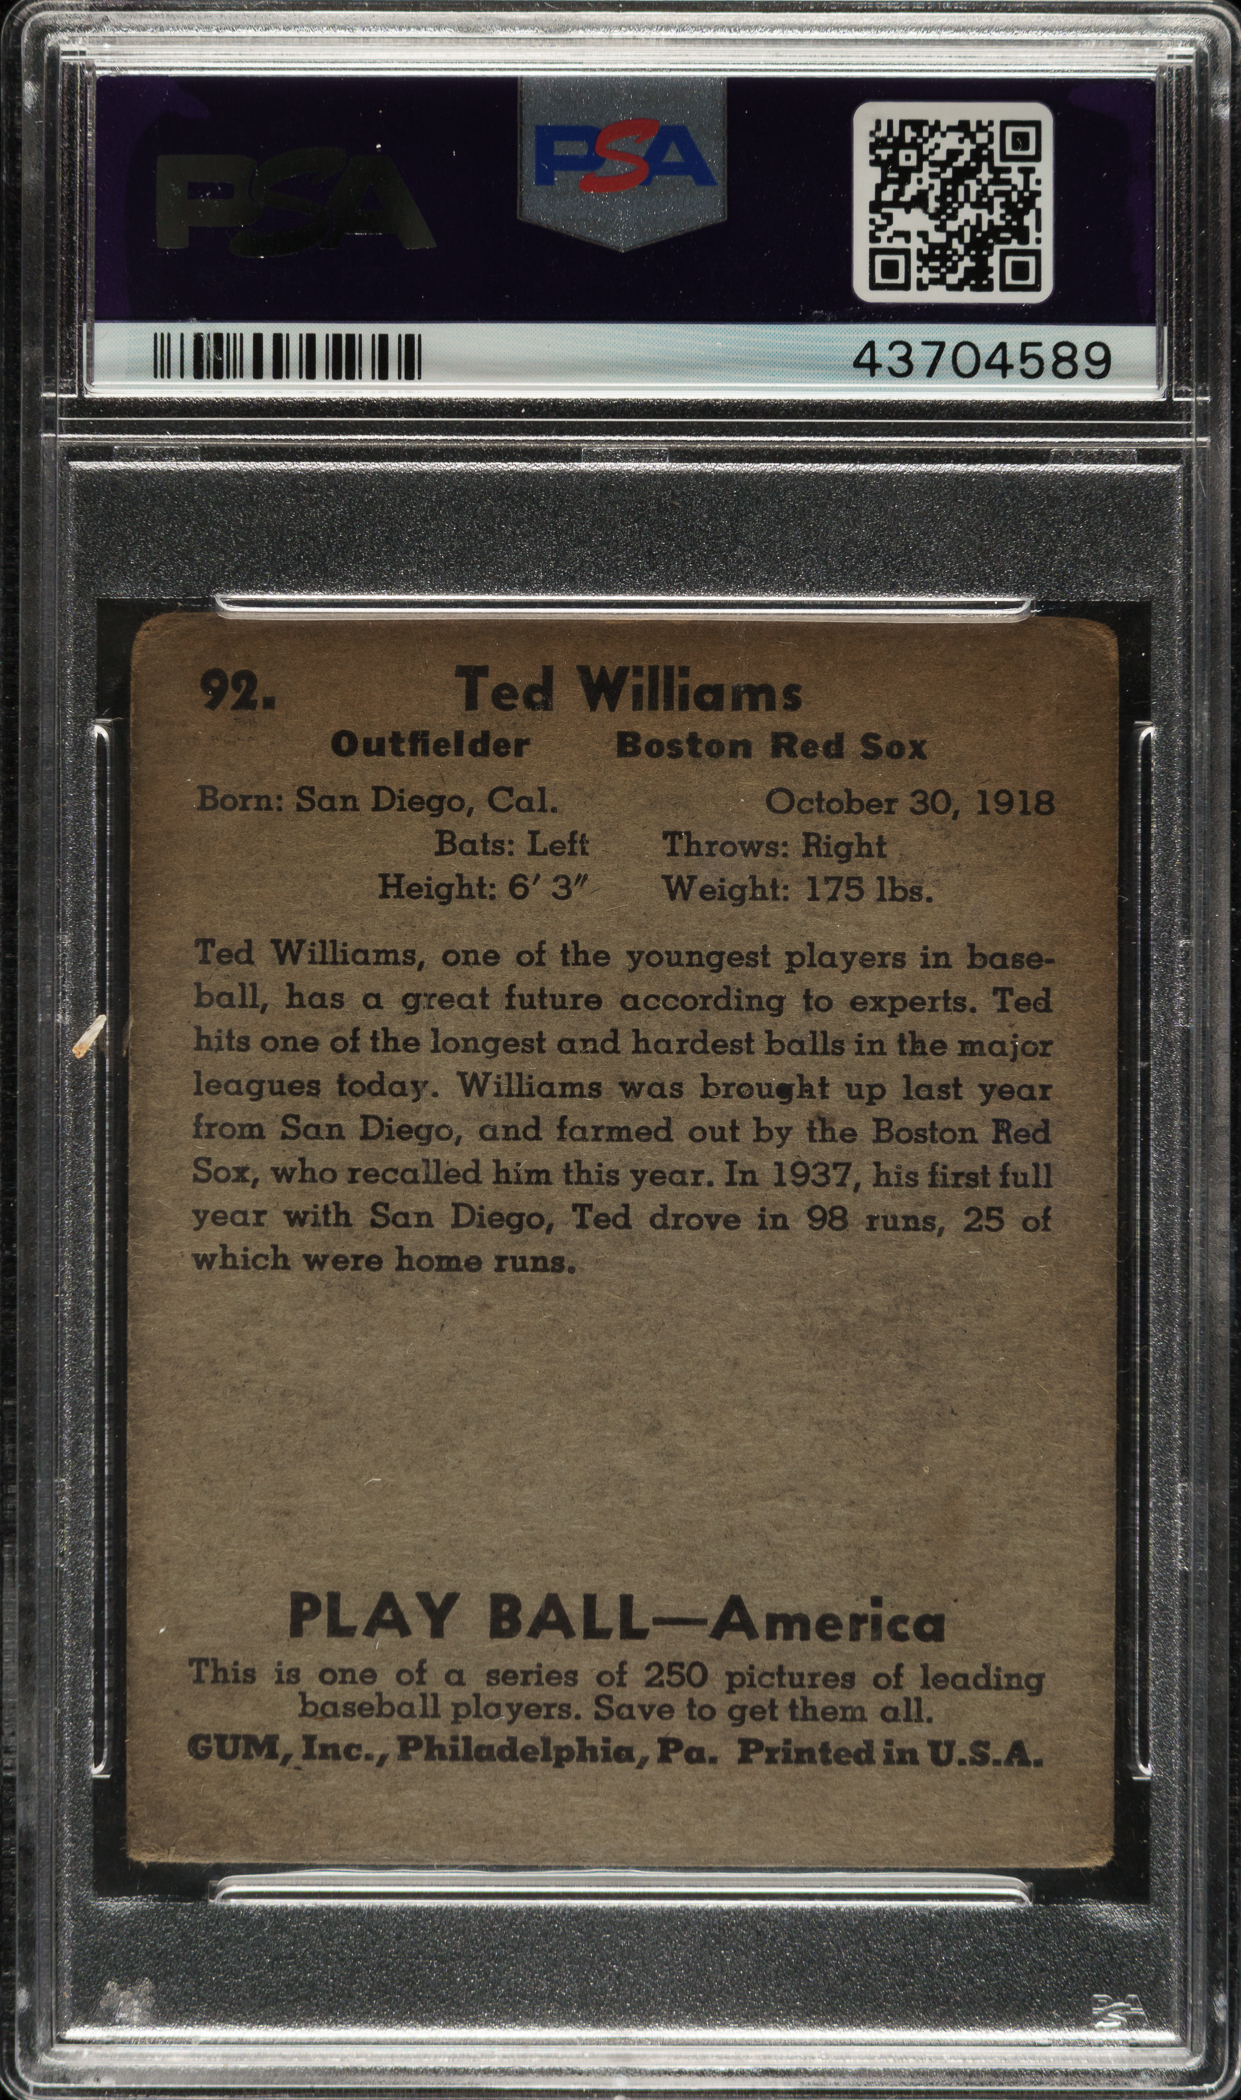 PSA
PSA
43704589
92. Ted Williams
Outfielder Boston Red Sox
Born: San Diego, Cal. October 30, 1918
Bats: Left Throws: Right
Height: 6′ 3″ Weight: 175 lbs.
Ted Williams, one of the youngest players in base-
ball, has a great future according to experts. Ted
hits one of the longest and hardest balls in the major
leagues today. Williams was brought up last year
from San Diego, and farmed out by the Boston Red
Sox, who recalled him this year. In 1937, his first full
year with San Diego, Ted drove in 98 runs, 25 of
which were home runs.
PLAY BALL—America
This is one of a series of 250 pictures of leading
baseball players. Save to get them all.
GUM, Inc., Philadelphia, Pa. Printed in U.S.A.
PSA